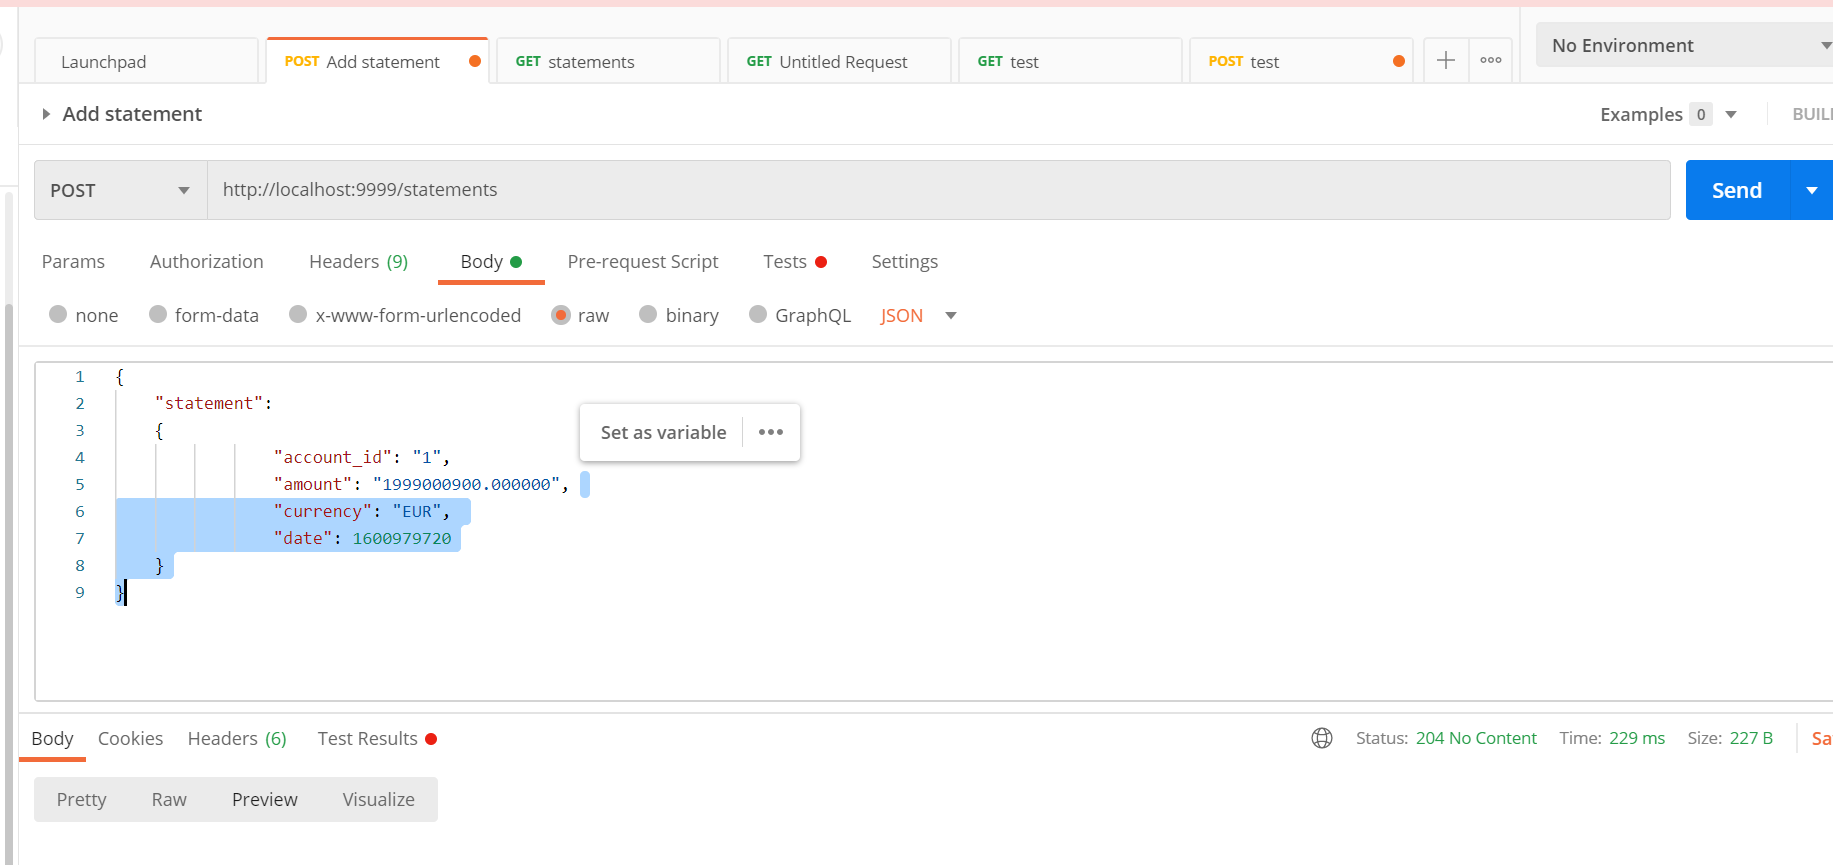 Launchpad
POST Add statement
GET statements
GET Untitled Request
GET test
POST test
No Environment
Add statement
Examples 0
BUIL
POST
http://localhost:9999/statements
Send
Params
Authorization
Headers (9)
Body
Pre-request Script
Tests
Settings
none
form-data
x-www-form-urlencoded
raw
binary
GraphQL
JSON
1 {
2 "statement":
3 {
Set as variable
4 "account_id": "1",
5 "amount": "1999000900.000000",
6 "currency": "EUR",
7 "date": 1600979720
8 }
9 }
Body
Cookies
Headers (6)
Test Results
Status: 204 No Content
Time: 229 ms
Size: 227 B
Sa
Pretty
Raw
Preview
Visualize